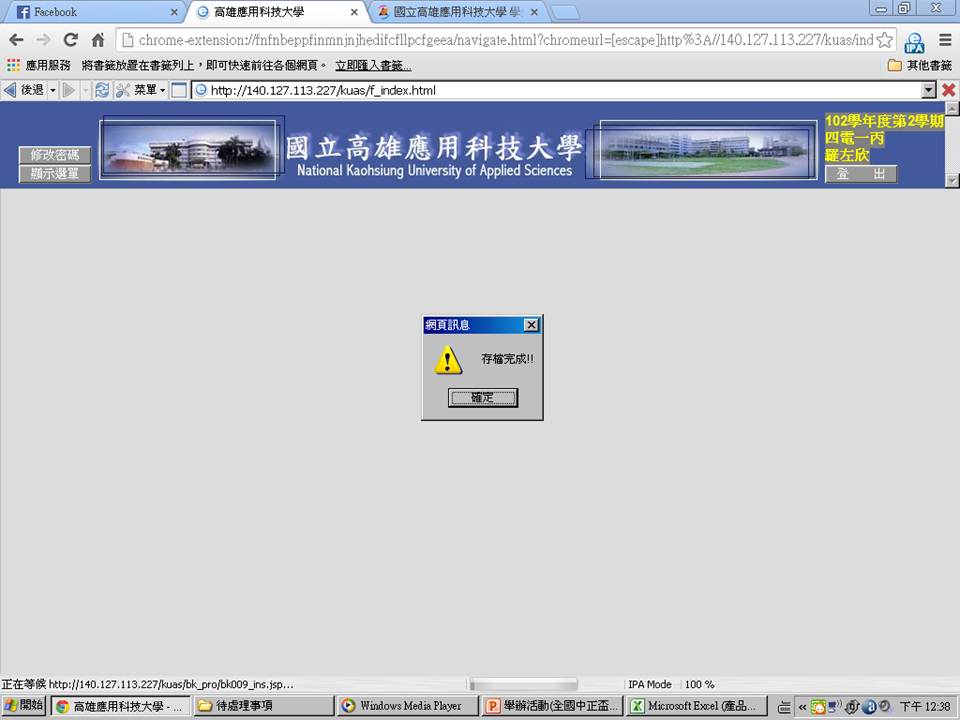 Facebook
高雄應用科技大學
國立高雄應用科技大學 學
chrome-extension://fnfnbeppfinmnjnjhedifcfllpcfgeea/navigate.html?chromeurl=[escape]http%3A//140.127.113.227/kuas/ind
應用服務 將書籤放置在書籤列上,即可快速前往各個網頁。 立即匯入書籤... 其他書籤
後退 菜單 http://140.127.113.227/kuas/f_index.html
修改密碼
顯示選單
國立高雄應用科技大學
National Kaohsiung University of Applied Sciences
102學年度第2學期
四電一丙
羅左欣
登 出
網頁訊息
存檔完成!!
確定
正在等候 http://140.127.113.227/kuas/bk_pro/bk009_ins.jsp... IPA Mode 100 %
開始 高雄應用科技大學 - ... 待處理事項 Windows Media Player 舉辦活動(全國中正盃... Microsoft Excel (產品... 下午 12:38